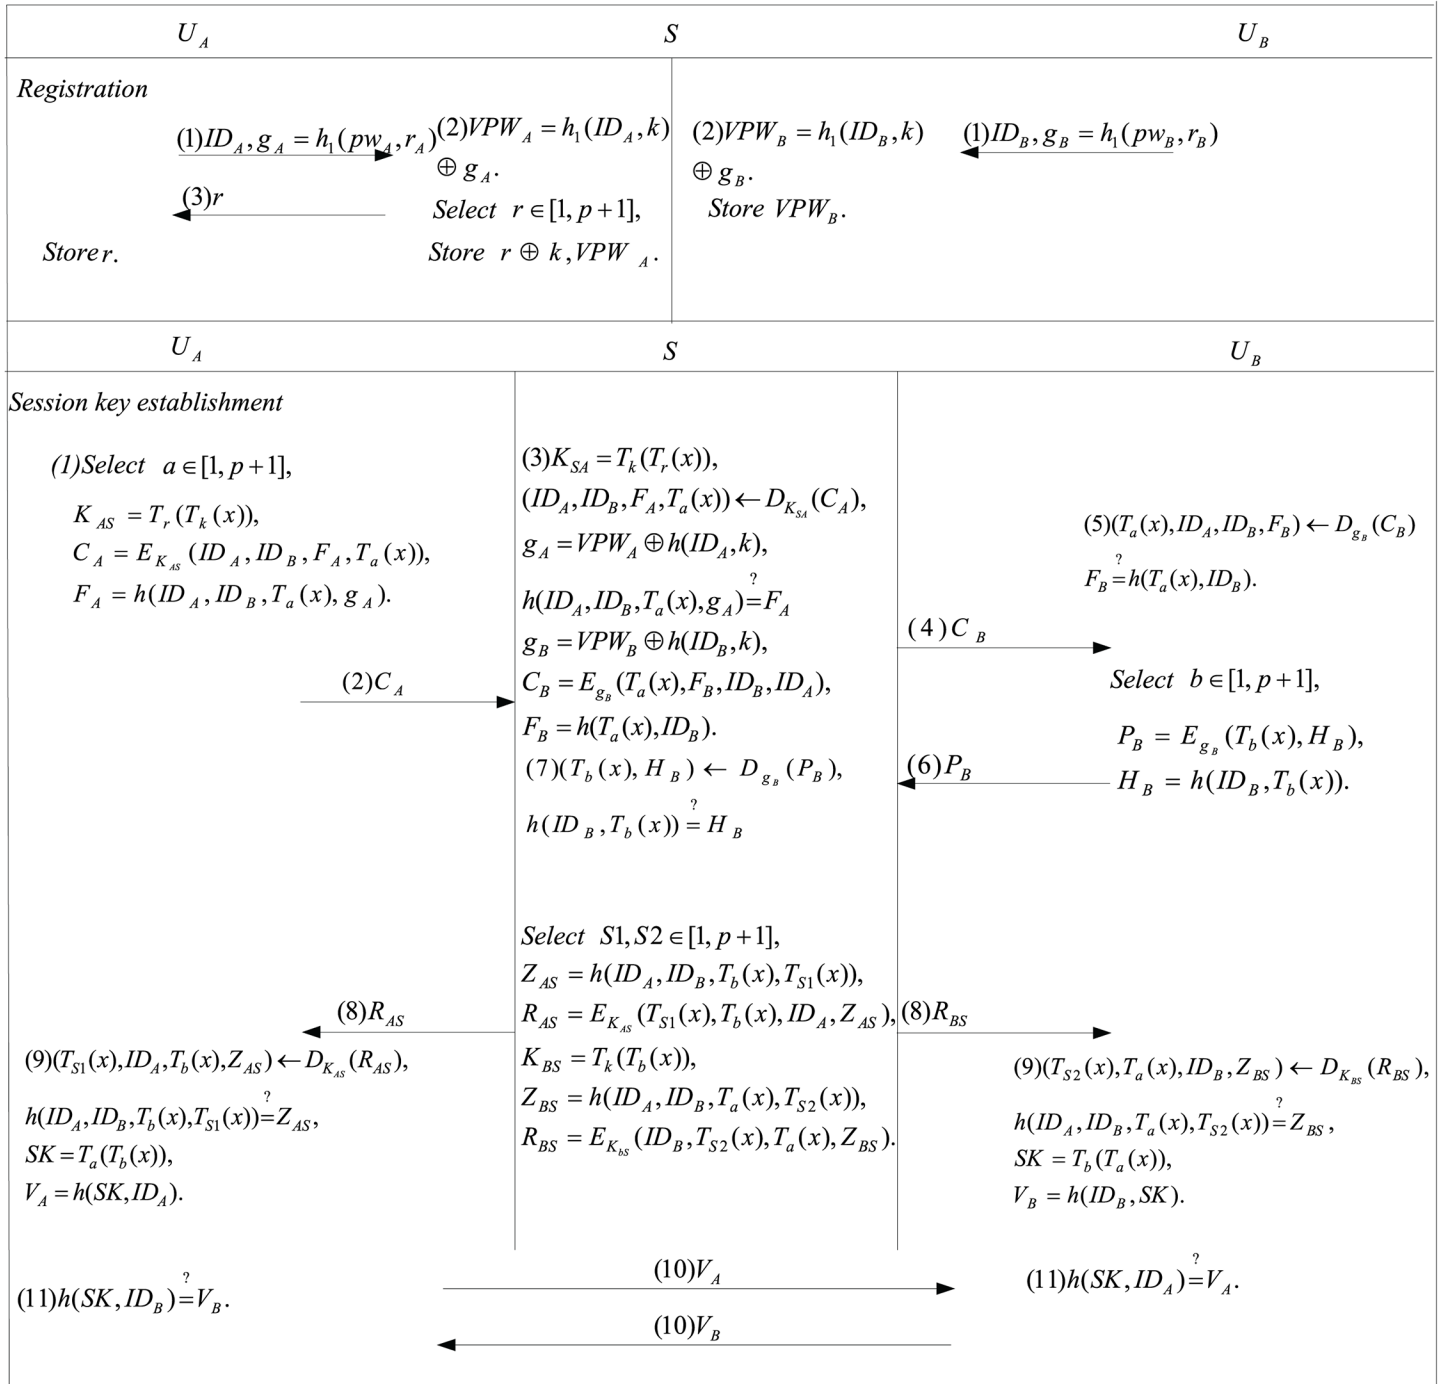 U_A S U_B
Registration
(1)ID_A, g_A = h_1(pw_A, r_A)
(2)VPW_A = h_1(ID_A, k)
⊕ g_A.
(3)r
Select r ∈ [1, p+1],
Store r.
Store r ⊕ k, VPW_A.
(2)VPW_B = h_1(ID_B, k)
⊕ g_B.
Store VPW_B.
(1)ID_B, g_B = h_1(pw_B, r_B)
U_A S U_B
Session key establishment
(1)Select a ∈ [1, p+1],
K_AS = T_r(T_k(x)),
C_A = E_{K_AS}(ID_A, ID_B, F_A, T_a(x)),
F_A = h(ID_A, ID_B, T_a(x), g_A).
(2)C_A
(3)K_SA = T_k(T_r(x)),
(ID_A, ID_B, F_A, T_a(x)) ← D_{K_SA}(C_A),
g_A = VPW_A ⊕ h(ID_A, k),
h(ID_A, ID_B, T_a(x), g_A) ?= F_A
g_B = VPW_B ⊕ h(ID_B, k),
C_B = E_{g_B}(T_a(x), F_B, ID_B, ID_A),
F_B = h(T_a(x), ID_B).
(4)C_B
(5)(T_a(x), ID_A, ID_B, F_B) ← D_{g_B}(C_B)
F_B ?= h(T_a(x), ID_B).
Select b ∈ [1, p+1],
P_B = E_{g_B}(T_b(x), H_B),
H_B = h(ID_B, T_b(x)).
(6)P_B
(7)(T_b(x), H_B) ← D_{g_B}(P_B),
h(ID_B, T_b(x)) ?= H_B
Select S1, S2 ∈ [1, p+1],
Z_AS = h(ID_A, ID_B, T_b(x), T_S1(x)),
R_AS = E_{K_AS}(T_S1(x), T_b(x), ID_A, Z_AS),
K_BS = T_k(T_b(x)),
Z_BS = h(ID_A, ID_B, T_a(x), T_S2(x)),
R_BS = E_{K_bS}(ID_B, T_S2(x), T_a(x), Z_BS).
(8)R_AS
(8)R_BS
(9)(T_S1(x), ID_A, T_b(x), Z_AS) ← D_{K_AS}(R_AS),
h(ID_A, ID_B, T_b(x), T_S1(x)) ?= Z_AS,
SK = T_a(T_b(x)),
V_A = h(SK, ID_A).
(9)(T_S2(x), T_a(x), ID_B, Z_BS) ← D_{K_BS}(R_BS),
h(ID_A, ID_B, T_a(x), T_S2(x)) ?= Z_BS,
SK = T_b(T_a(x)),
V_B = h(ID_B, SK).
(10)V_A
(11)h(SK, ID_B) ?= V_B.
(11)h(SK, ID_A) ?= V_A.
(10)V_B